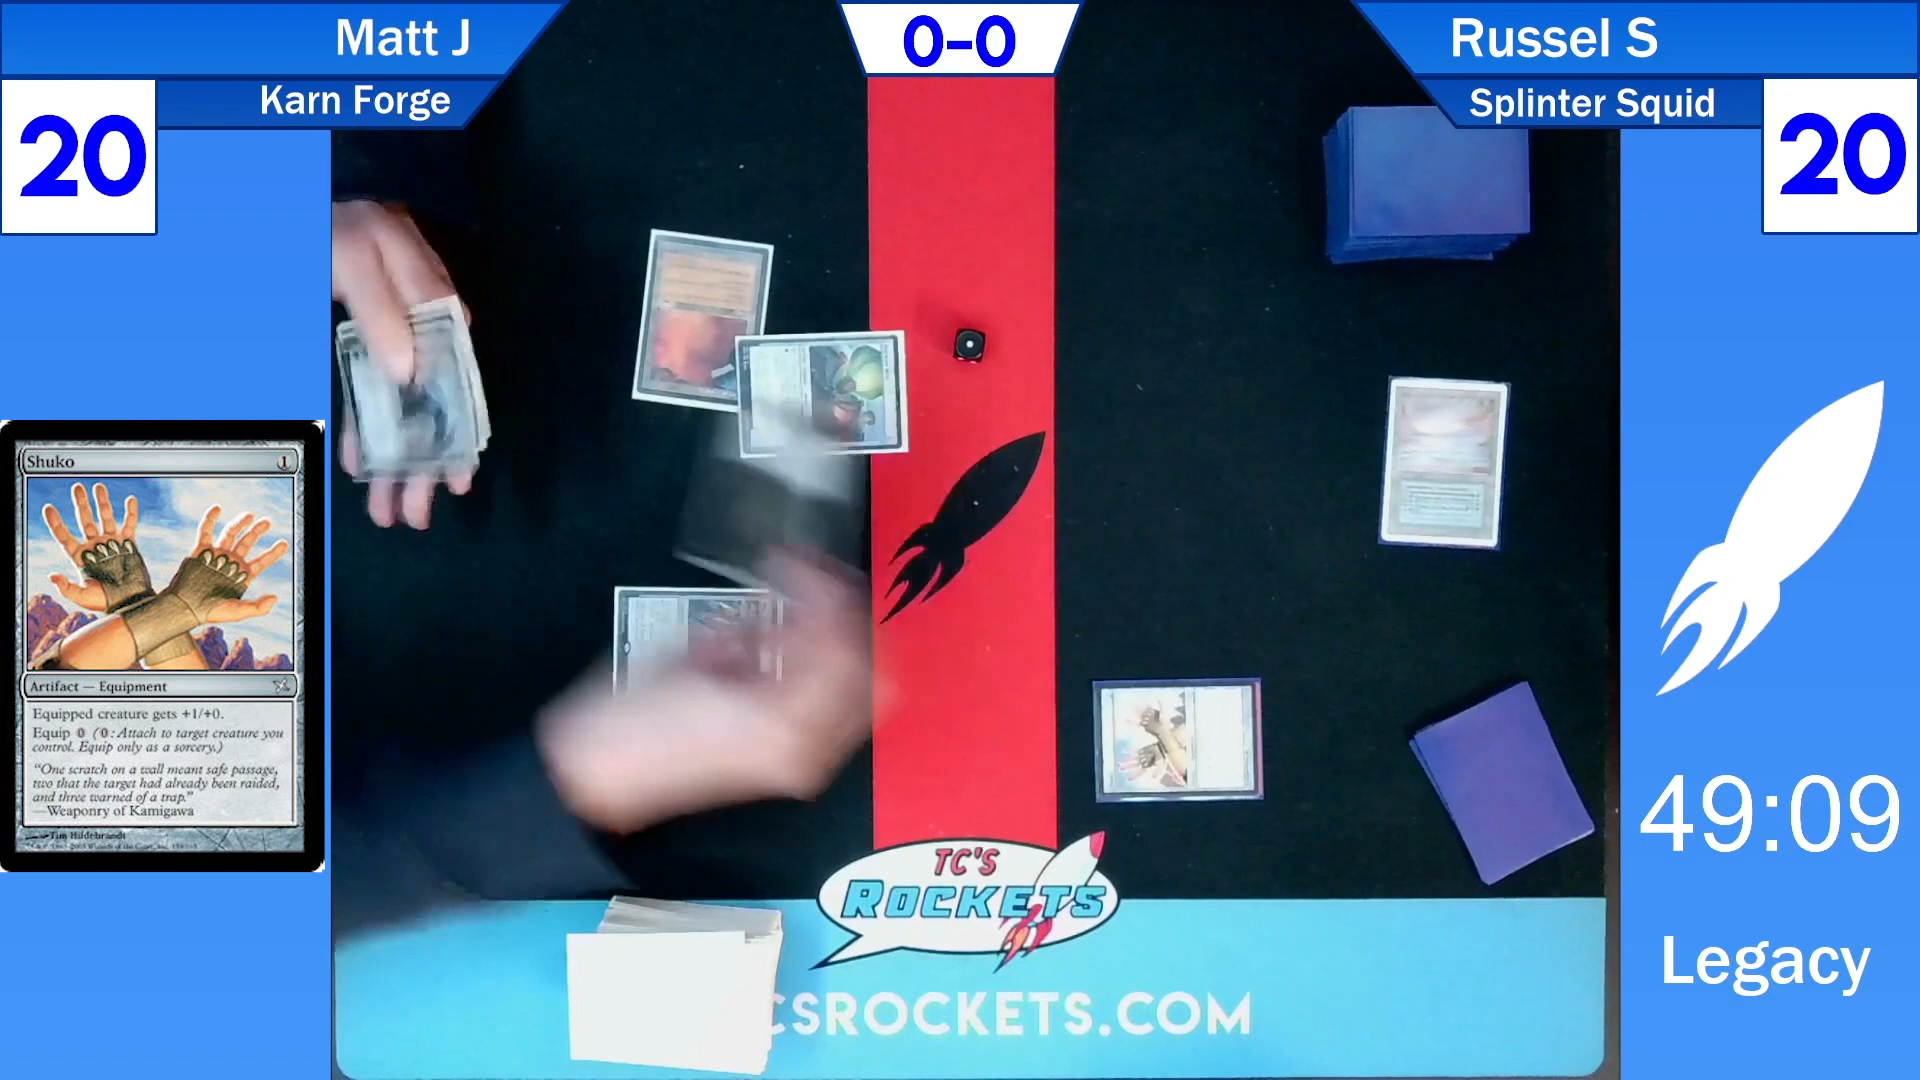 Matt J
0–0
Russel S
Karn Forge
Splinter Squid
20
20
Shuko
1
Artifact — Equipment
Equipped creature gets +1/+0.
Equip 0 (0: Attach to target creature you
control. Equip only as a sorcery.)
"One scratch on a wall meant safe passage,
two that the target had already been raided,
and three warned of a trap."
—Weaponry of Kamigawa
Tim Hildebrandt
49:09
Legacy
TC'S
ROCKETS
CSROCKETS.COM